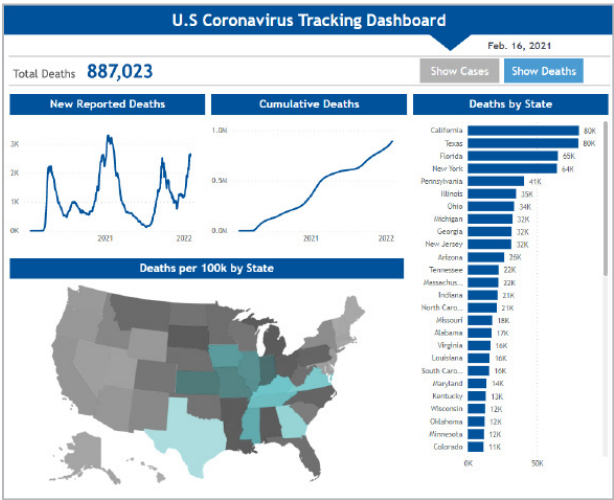 U.S Coronavirus Tracking Dashboard
Feb. 16, 2021
Total Deaths 887,023
Show Cases Show Deaths
New Reported Deaths
3K
2K
1K
0K
2021 2022
Cumulative Deaths
1.0M
0.5M
0.0M
2021 2022
Deaths by State
California 80K
Texas 80K
Florida 65K
New York 64K
Pennsylvania 41K
Illinois 35K
Ohio 34K
Michigan 32K
Georgia 32K
New Jersey 32K
Arizona 26K
Tennessee 22K
Massachus... 22K
Indiana 21K
North Caro... 21K
Missouri 18K
Alabama 17K
Virginia 16K
Louisiana 16K
South Caro... 16K
Maryland 14K
Kentucky 13K
Wisconsin 12K
Oklahoma 12K
Minnesota 12K
Colorado 11K
0K 50K
Deaths per 100k by State